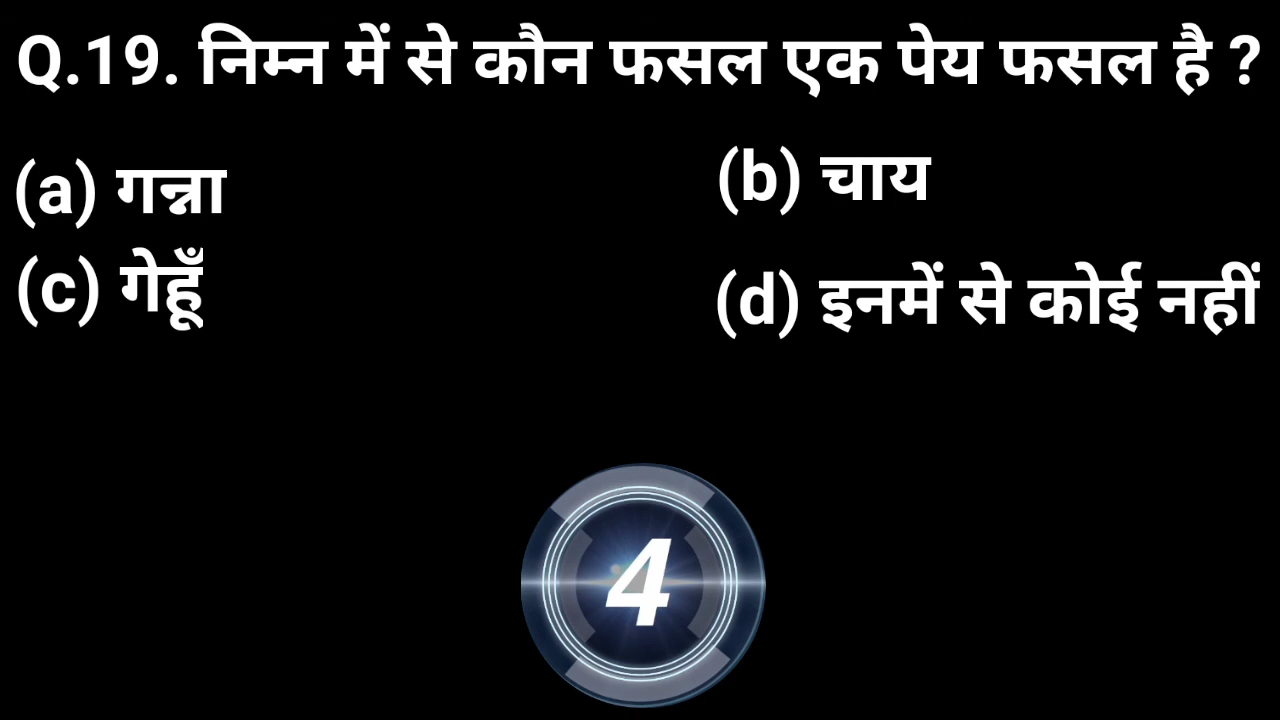 Q.19. निम्न में से कौन फसल एक पेय फसल है ?
(a) गन्ना
(b) चाय
(c) गेहूँ
(d) इनमें से कोई नहीं
4